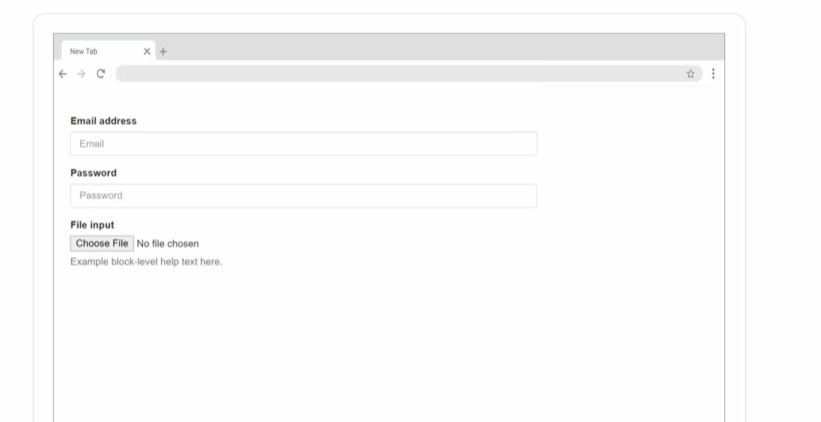 New Tab
Email address
Email
Password
Password
File input
Choose File No file chosen
Example block-level help text here.